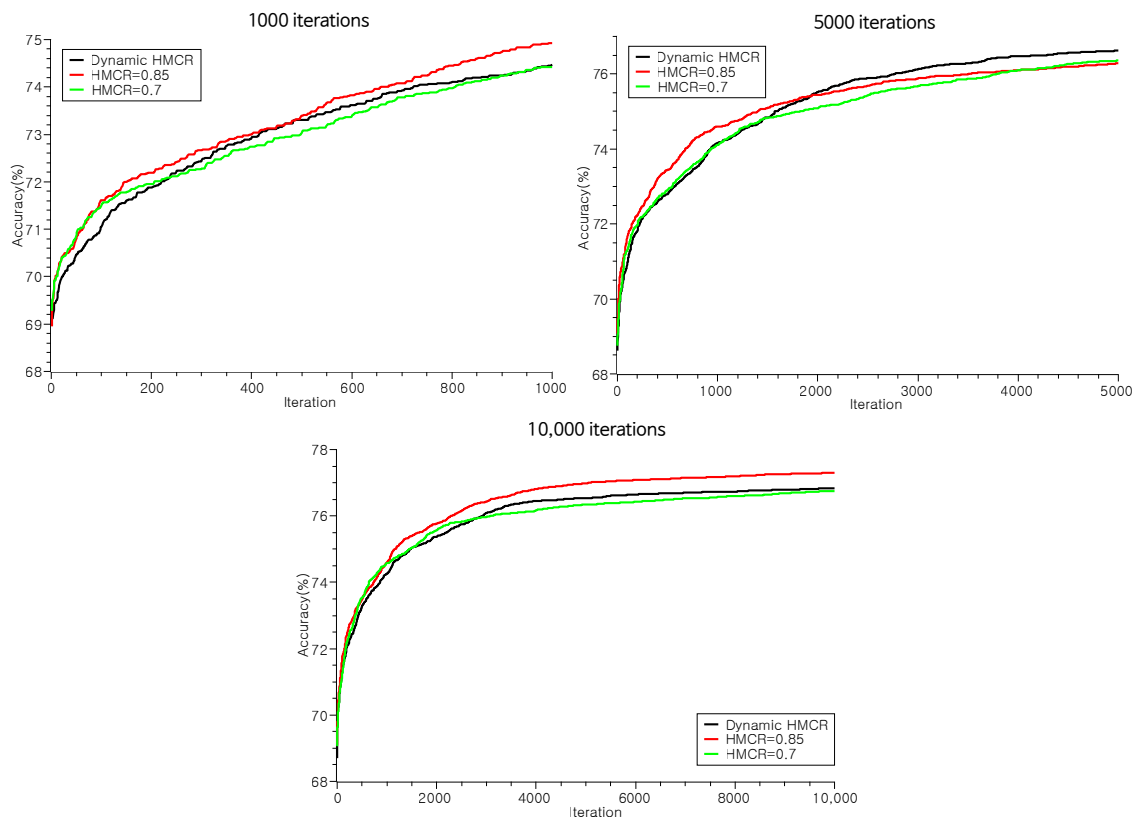 1000 iterations
75
74
73
72
71
70
69
68
Accuracy(%)
Dynamic HMCR
HMCR=0.85
HMCR=0.7
0
200
400
600
800
1000
Iteration
5000 iterations
76
74
72
70
68
Accuracy(%)
Dynamic HMCR
HMCR=0.85
HMCR=0.7
0
1000
2000
3000
4000
5000
Iteration
10,000 iterations
78
76
74
72
70
68
Accuracy(%)
Dynamic HMCR
HMCR=0.85
HMCR=0.7
0
2000
4000
6000
8000
10,000
Iteration